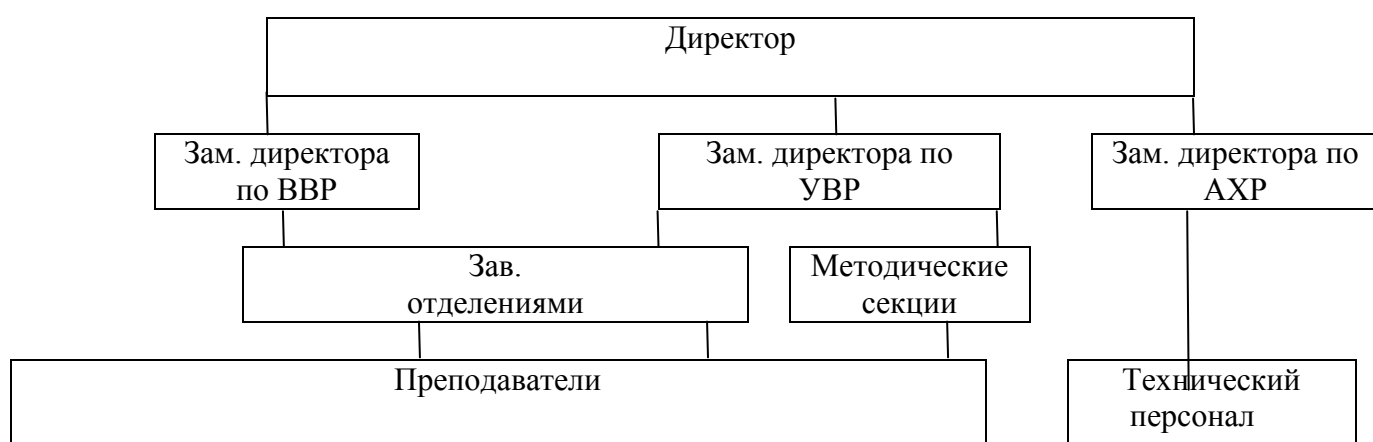 Директор
Зам. директора
по ВВР
Зам. директора по
УВР
Зам. директора по
АХР
Зав.
отделениями
Методические
секции
Преподаватели
Технический
персонал